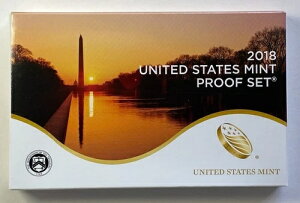 2018
UNITED STATES MINT
PROOF SET®
UNITED STATES MINT